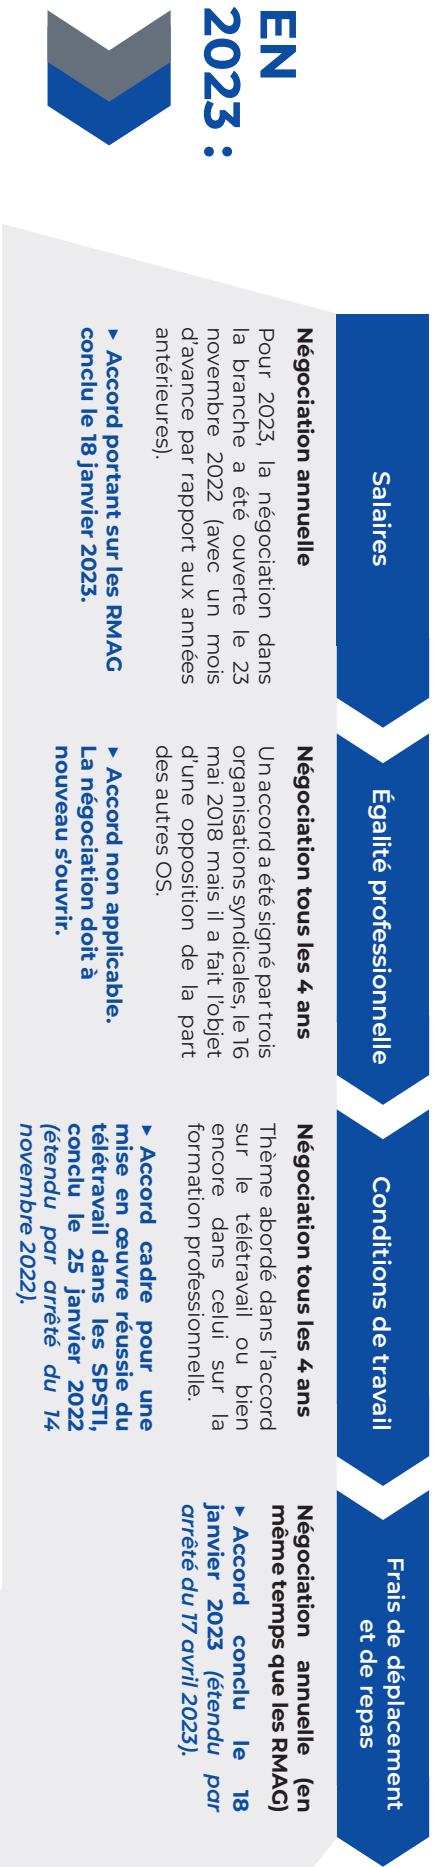 EN
2023 :
Salaires
Négociation annuelle
Pour 2023, la négociation dans
la branche a été ouverte le 23
novembre 2022 (avec un mois
d'avance par rapport aux années
antérieures).
▸ Accord portant sur les RMAG
conclu le 18 janvier 2023.
Égalité professionnelle
Négociation tous les 4 ans
Un accord a été signé par trois
organisations syndicales, le 16
mai 2018 mais il a fait l'objet
d'une opposition de la part
des autres OS.
▸ Accord non applicable.
La négociation doit à
nouveau s'ouvrir.
Conditions de travail
Négociation tous les 4 ans
Thème abordé dans l'accord
sur le télétravail ou bien
encore dans celui sur la
formation professionnelle.
▸ Accord cadre pour une
mise en œuvre réussie du
télétravail dans les SPSTI,
conclu le 25 janvier 2022
(étendu par arrêté du 14
novembre 2022).
Frais de déplacement
et de repas
Négociation annuelle (en
même temps que les RMAG)
▸ Accord conclu le 18
janvier 2023 (étendu par
arrêté du 17 avril 2023).